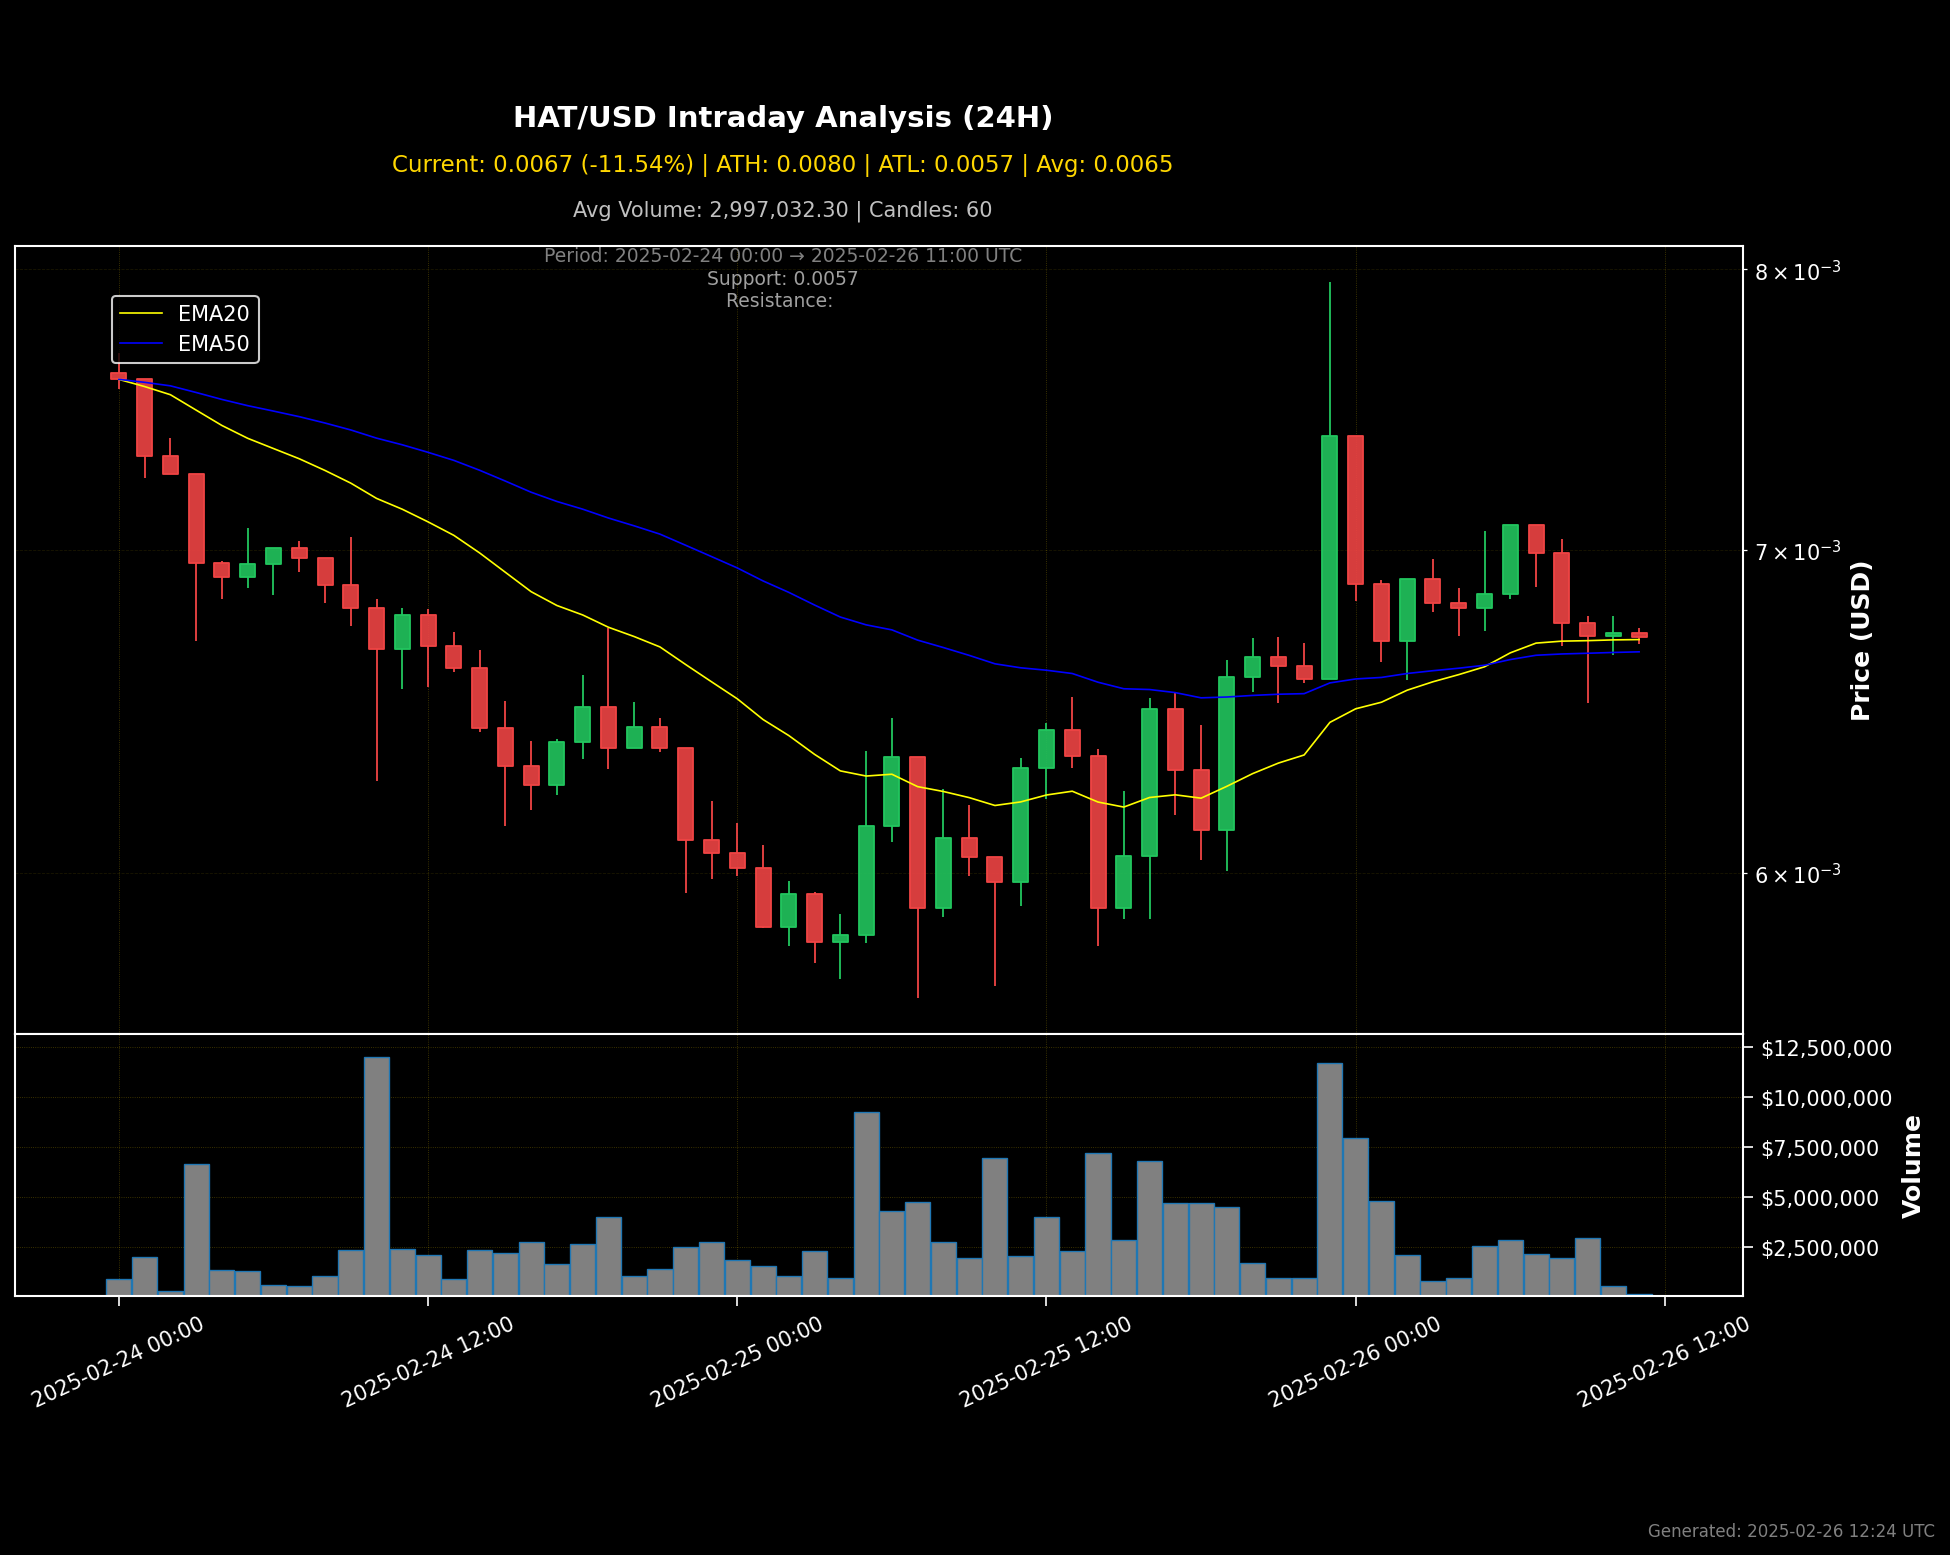 HAT/USD Intraday Analysis (24H)
Current: 0.0067 (-11.54%) | ATH: 0.0080 | ATL: 0.0057 | Avg: 0.0065
Avg Volume: 2,997,032.30 | Candles: 60
Period: 2025-02-24 00:00 → 2025-02-26 11:00 UTC
Support: 0.0057
Resistance:
EMA20
EMA50
8 × 10⁻³
7 × 10⁻³
6 × 10⁻³
Price (USD)
$12,500,000
$10,000,000
$7,500,000
$5,000,000
$2,500,000
Volume
2025-02-24 00:00
2025-02-24 12:00
2025-02-25 00:00
2025-02-25 12:00
2025-02-26 00:00
2025-02-26 12:00
Generated: 2025-02-26 12:24 UTC